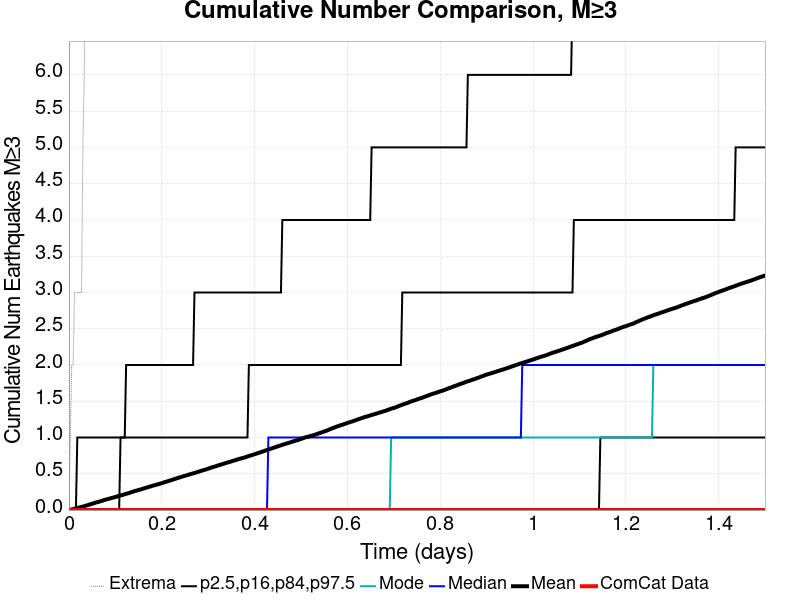 Cumulative Number Comparison, M≥3
Cumulative Num Earthquakes M≥3
6.0
5.5
5.0
4.5
4.0
3.5
3.0
2.5
2.0
1.5
1.0
0.5
0.0
0 0.2 0.4 0.6 0.8 1 1.2 1.4
Time (days)
Extrema p2.5,p16,p84,p97.5 Mode Median Mean ComCat Data